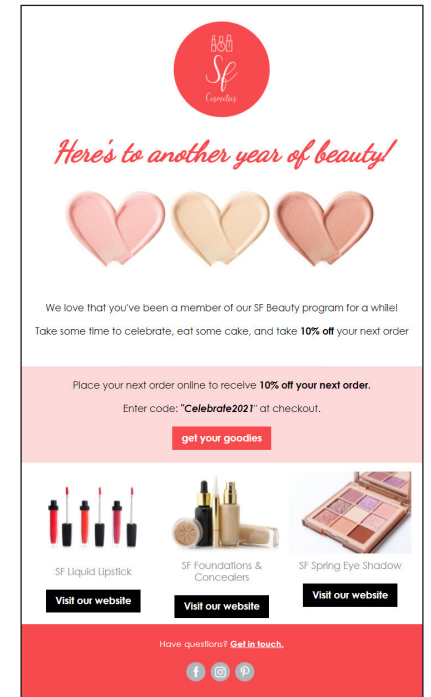 Sf
Cosmetics
Here's to another year of beauty!
We love that you've been a member of our SF Beauty program for a while!
Take some time to celebrate, eat some cake, and take 10% off your next order
Place your next order online to receive 10% off your next order.
Enter code: "Celebrate2021" at checkout.
get your goodies
SF Liquid Lipstick
SF Foundations &
Concealers
SF Spring Eye Shadow
Visit our website
Visit our website
Visit our website
Have questions? Get in touch.